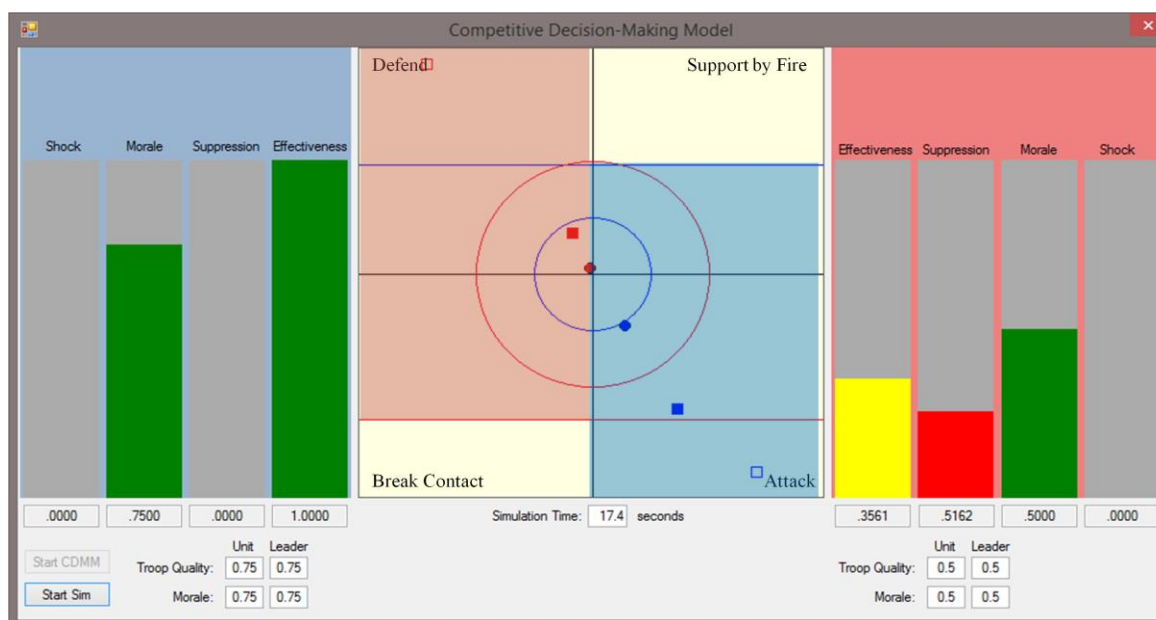 Competitive Decision-Making Model
Defend
Support by Fire
Shock Morale Suppression Effectiveness
Effectiveness Suppression Morale Shock
Break Contact
Attack
.0000 .7500 .0000 1.0000
Simulation Time: 17.4 seconds
.3561 .5162 .5000 .0000
Start CDMM
Start Sim
Unit Leader
Troop Quality: 0.75 0.75
Morale: 0.75 0.75
Unit Leader
Troop Quality: 0.5 0.5
Morale: 0.5 0.5